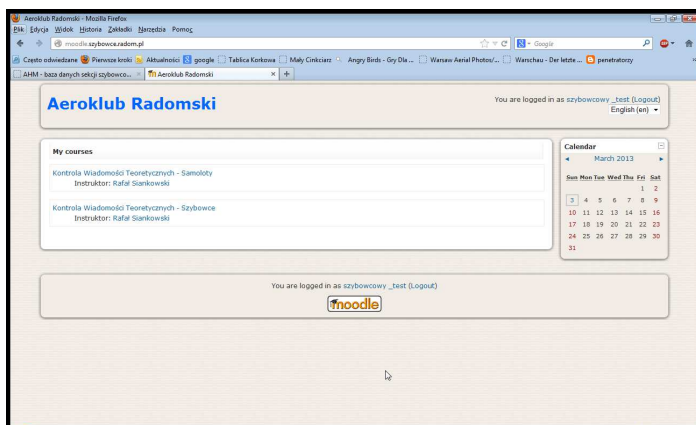 Aeroklub Radomski - Mozilla Firefox
Plik Edycja Widok Historia Zakładki Narzędzia Pomoc
moodle.szybowce.radom.pl
Google
Często odwiedzane Pierwsze kroki Aktualności google Tablica Korkowa Mały Cinkciarz Angry Birds - Gry Dla ... Warsaw Aerial Photos/... Warschau - Der letzte ... penetratorzy
AHM - baza danych sekcji szybowco... Aeroklub Radomski
Aeroklub Radomski
You are logged in as szybowcowy _test (Logout)
English (en)
My courses
Kontrola Wiadomości Teoretycznych - Samoloty
Instruktor: Rafał Siankowski
Kontrola Wiadomości Teoretycznych - Szybowce
Instruktor: Rafał Siankowski
Calendar
March 2013
Sun Mon Tue Wed Thu Fri Sat
1 2
3 4 5 6 7 8 9
10 11 12 13 14 15 16
17 18 19 20 21 22 23
24 25 26 27 28 29 30
31
You are logged in as szybowcowy _test (Logout)
moodle